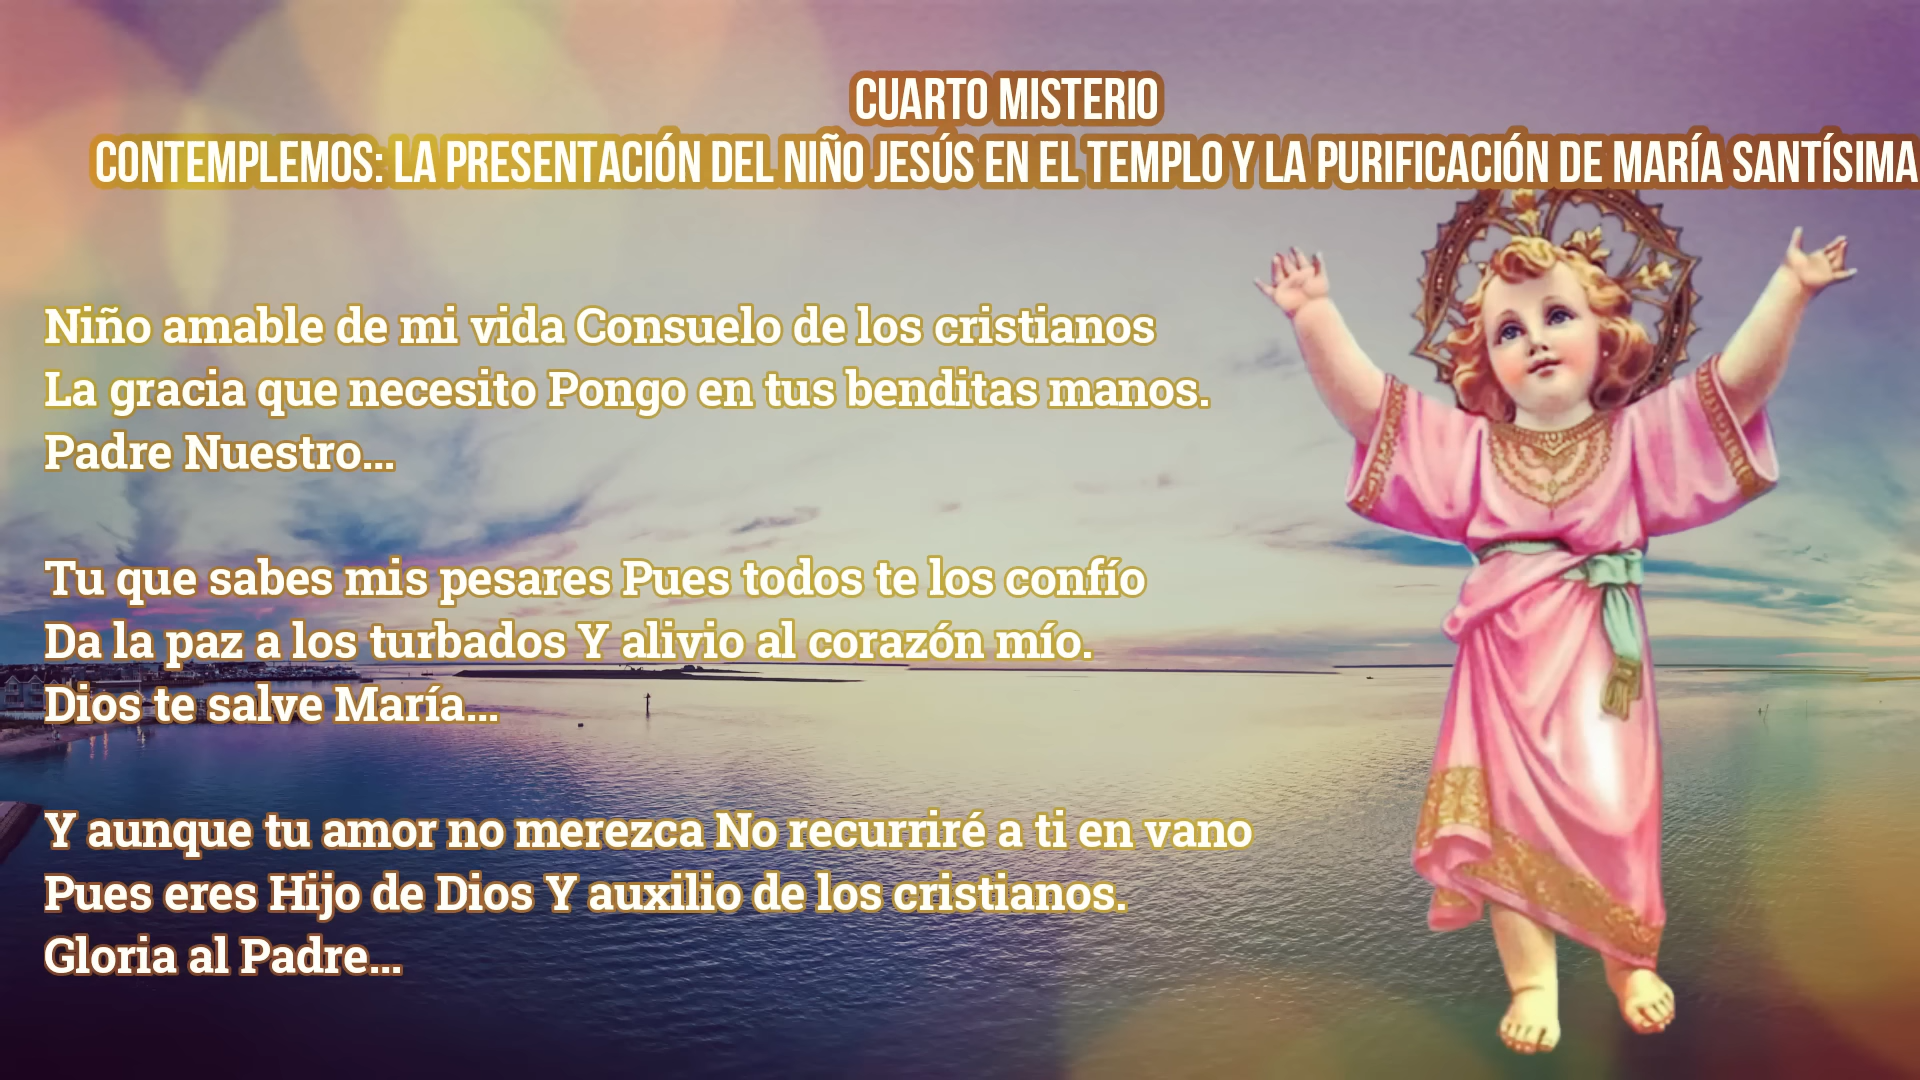 CUARTO MISTERIO
CONTEMPLEMOS: LA PRESENTACIÓN DEL NIÑO JESÚS EN EL TEMPLO Y LA PURIFICACIÓN DE MARÍA SANTÍSIMA
Niño amable de mi vida Consuelo de los cristianos
La gracia que necesito Pongo en tus benditas manos.
Padre Nuestro...
Tu que sabes mis pesares Pues todos te los confío
Da la paz a los turbados Y alivio al corazón mío.
Dios te salve María...
Y aunque tu amor no merezca No recurriré a ti en vano
Pues eres Hijo de Dios Y auxilio de los cristianos.
Gloria al Padre...